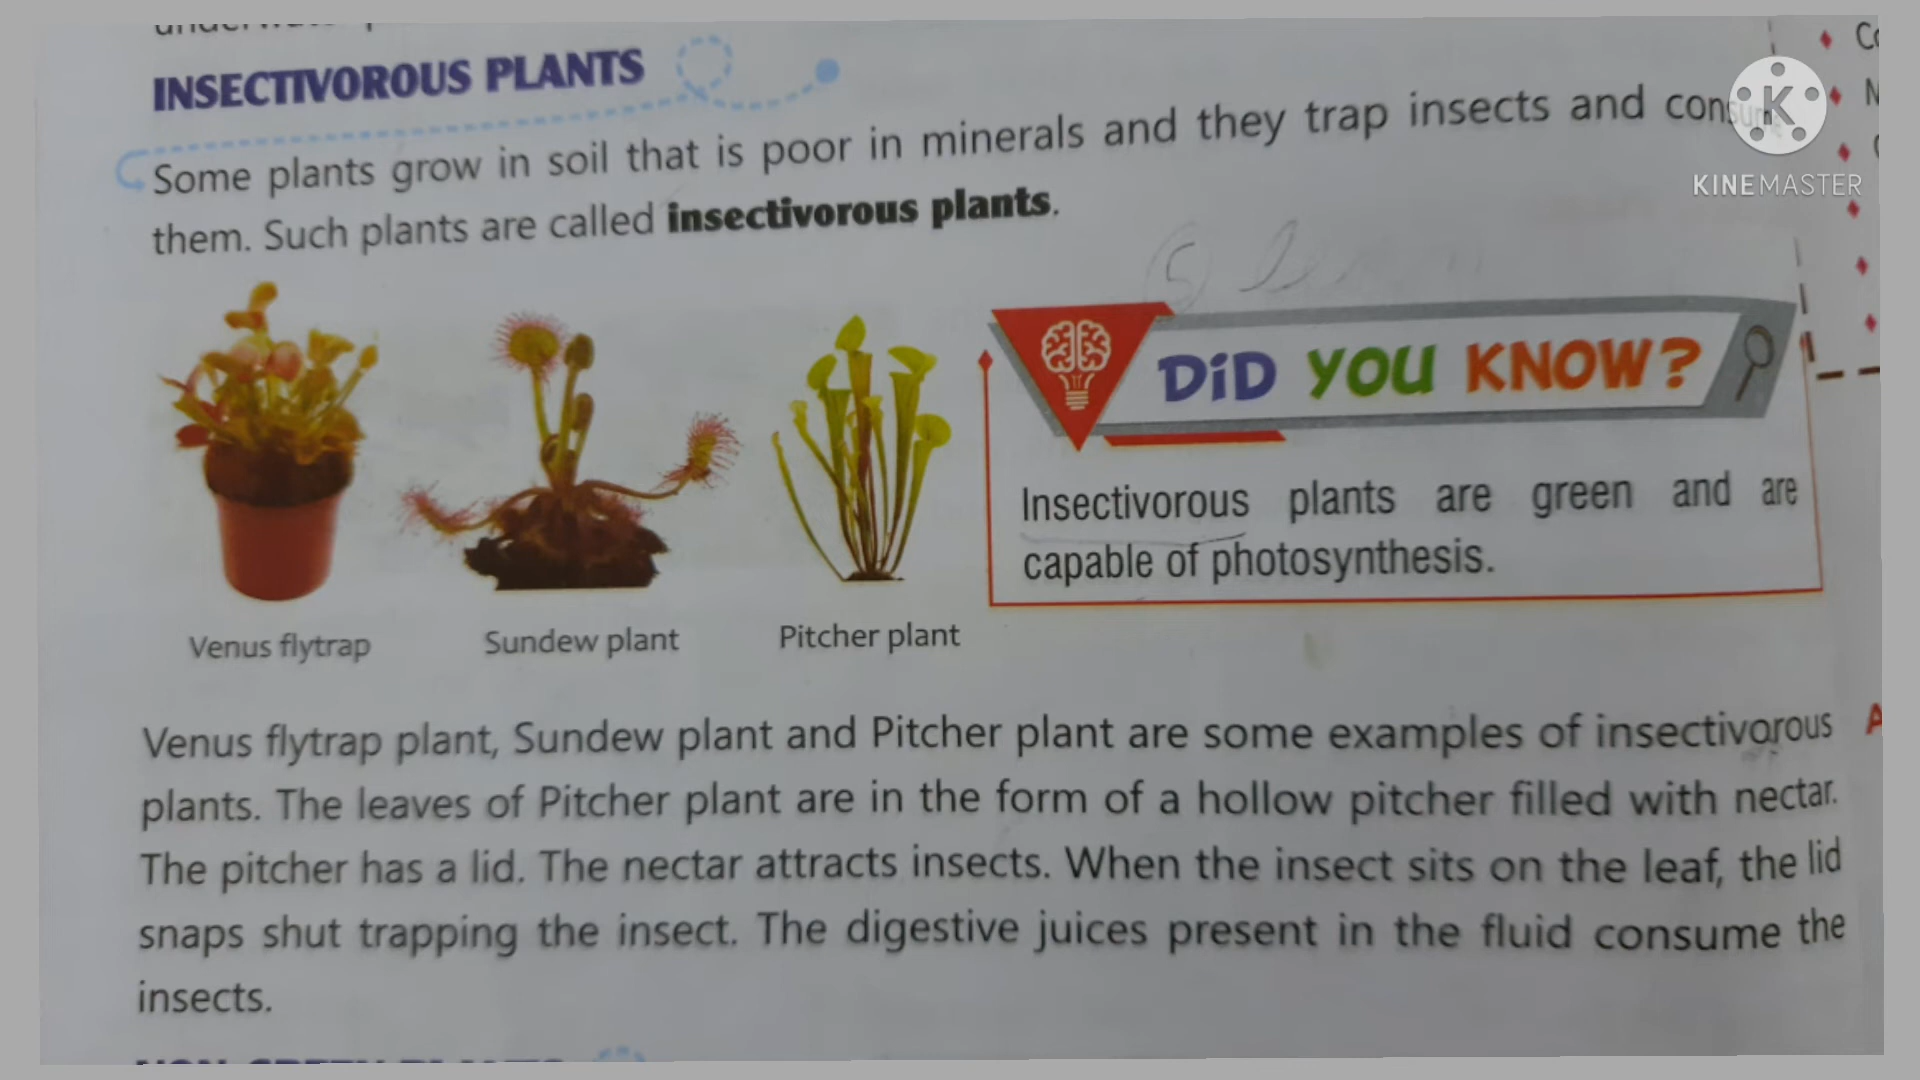 INSECTIVOROUS PLANTS
Some plants grow in soil that is poor in minerals and they trap insects and consume
them. Such plants are called insectivorous plants.
K
KINEMASTER
DiD YOU KNOW?
Insectivorous plants are green and are
capable of photosynthesis.
Venus flytrap
Sundew plant
Pitcher plant
Venus flytrap plant, Sundew plant and Pitcher plant are some examples of insectivorous
plants. The leaves of Pitcher plant are in the form of a hollow pitcher filled with nectar.
The pitcher has a lid. The nectar attracts insects. When the insect sits on the leaf, the lid
snaps shut trapping the insect. The digestive juices present in the fluid consume the
insects.